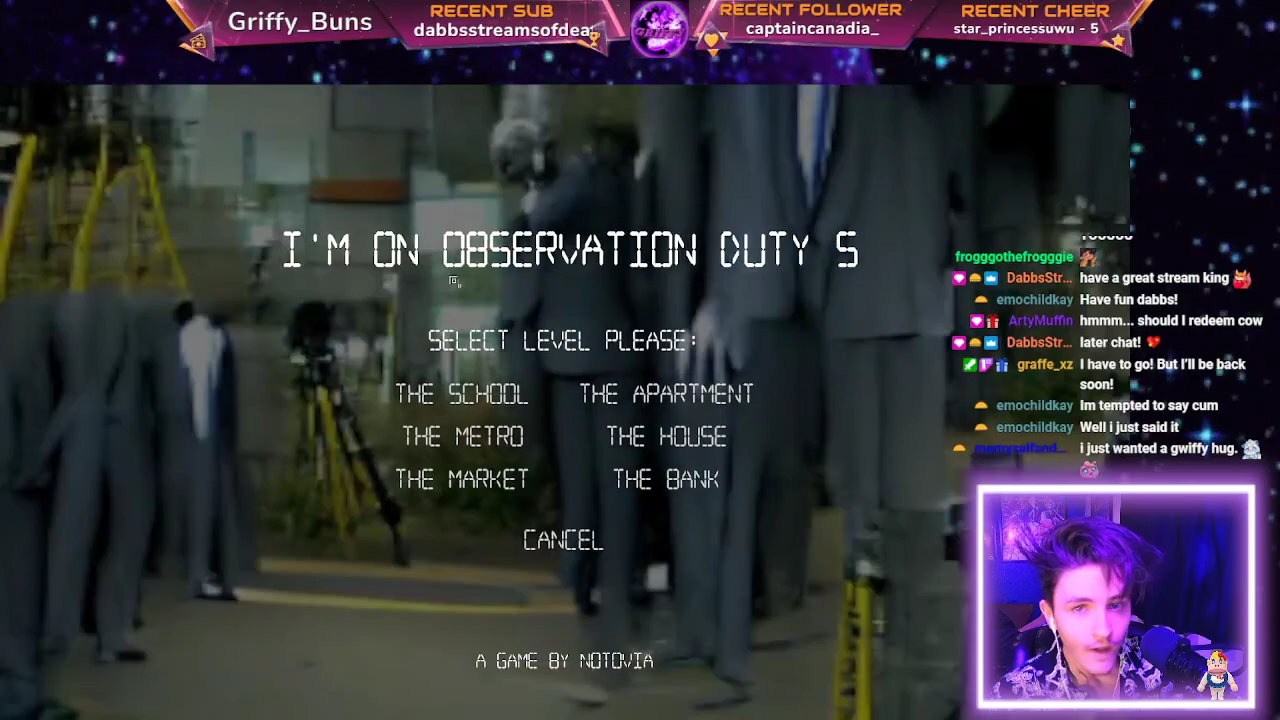 Griffy_Buns
RECENT SUB
dabbsstreamsofdea
RECENT FOLLOWER
captaincanadia_
RECENT CHEER
star_princessuwu - 5
I'M ON OBSERVATION DUTY 5
SELECT LEVEL PLEASE:
THE SCHOOL THE APARTMENT
THE METRO THE HOUSE
THE MARKET THE BANK
CANCEL
A GAME BY NOTOVIA
frogggothefrogggie
DabbsStr... have a great stream king
emochildkay Have fun dabbs!
ArtyMuffin hmmm... should I redeem cow
DabbsStr... later chat!
graffe_xz I have to go! But I'll be back
soon!
emochildkay Im tempted to say cum
emochildkay Well i just said it
i just wanted a gwiffy hug.